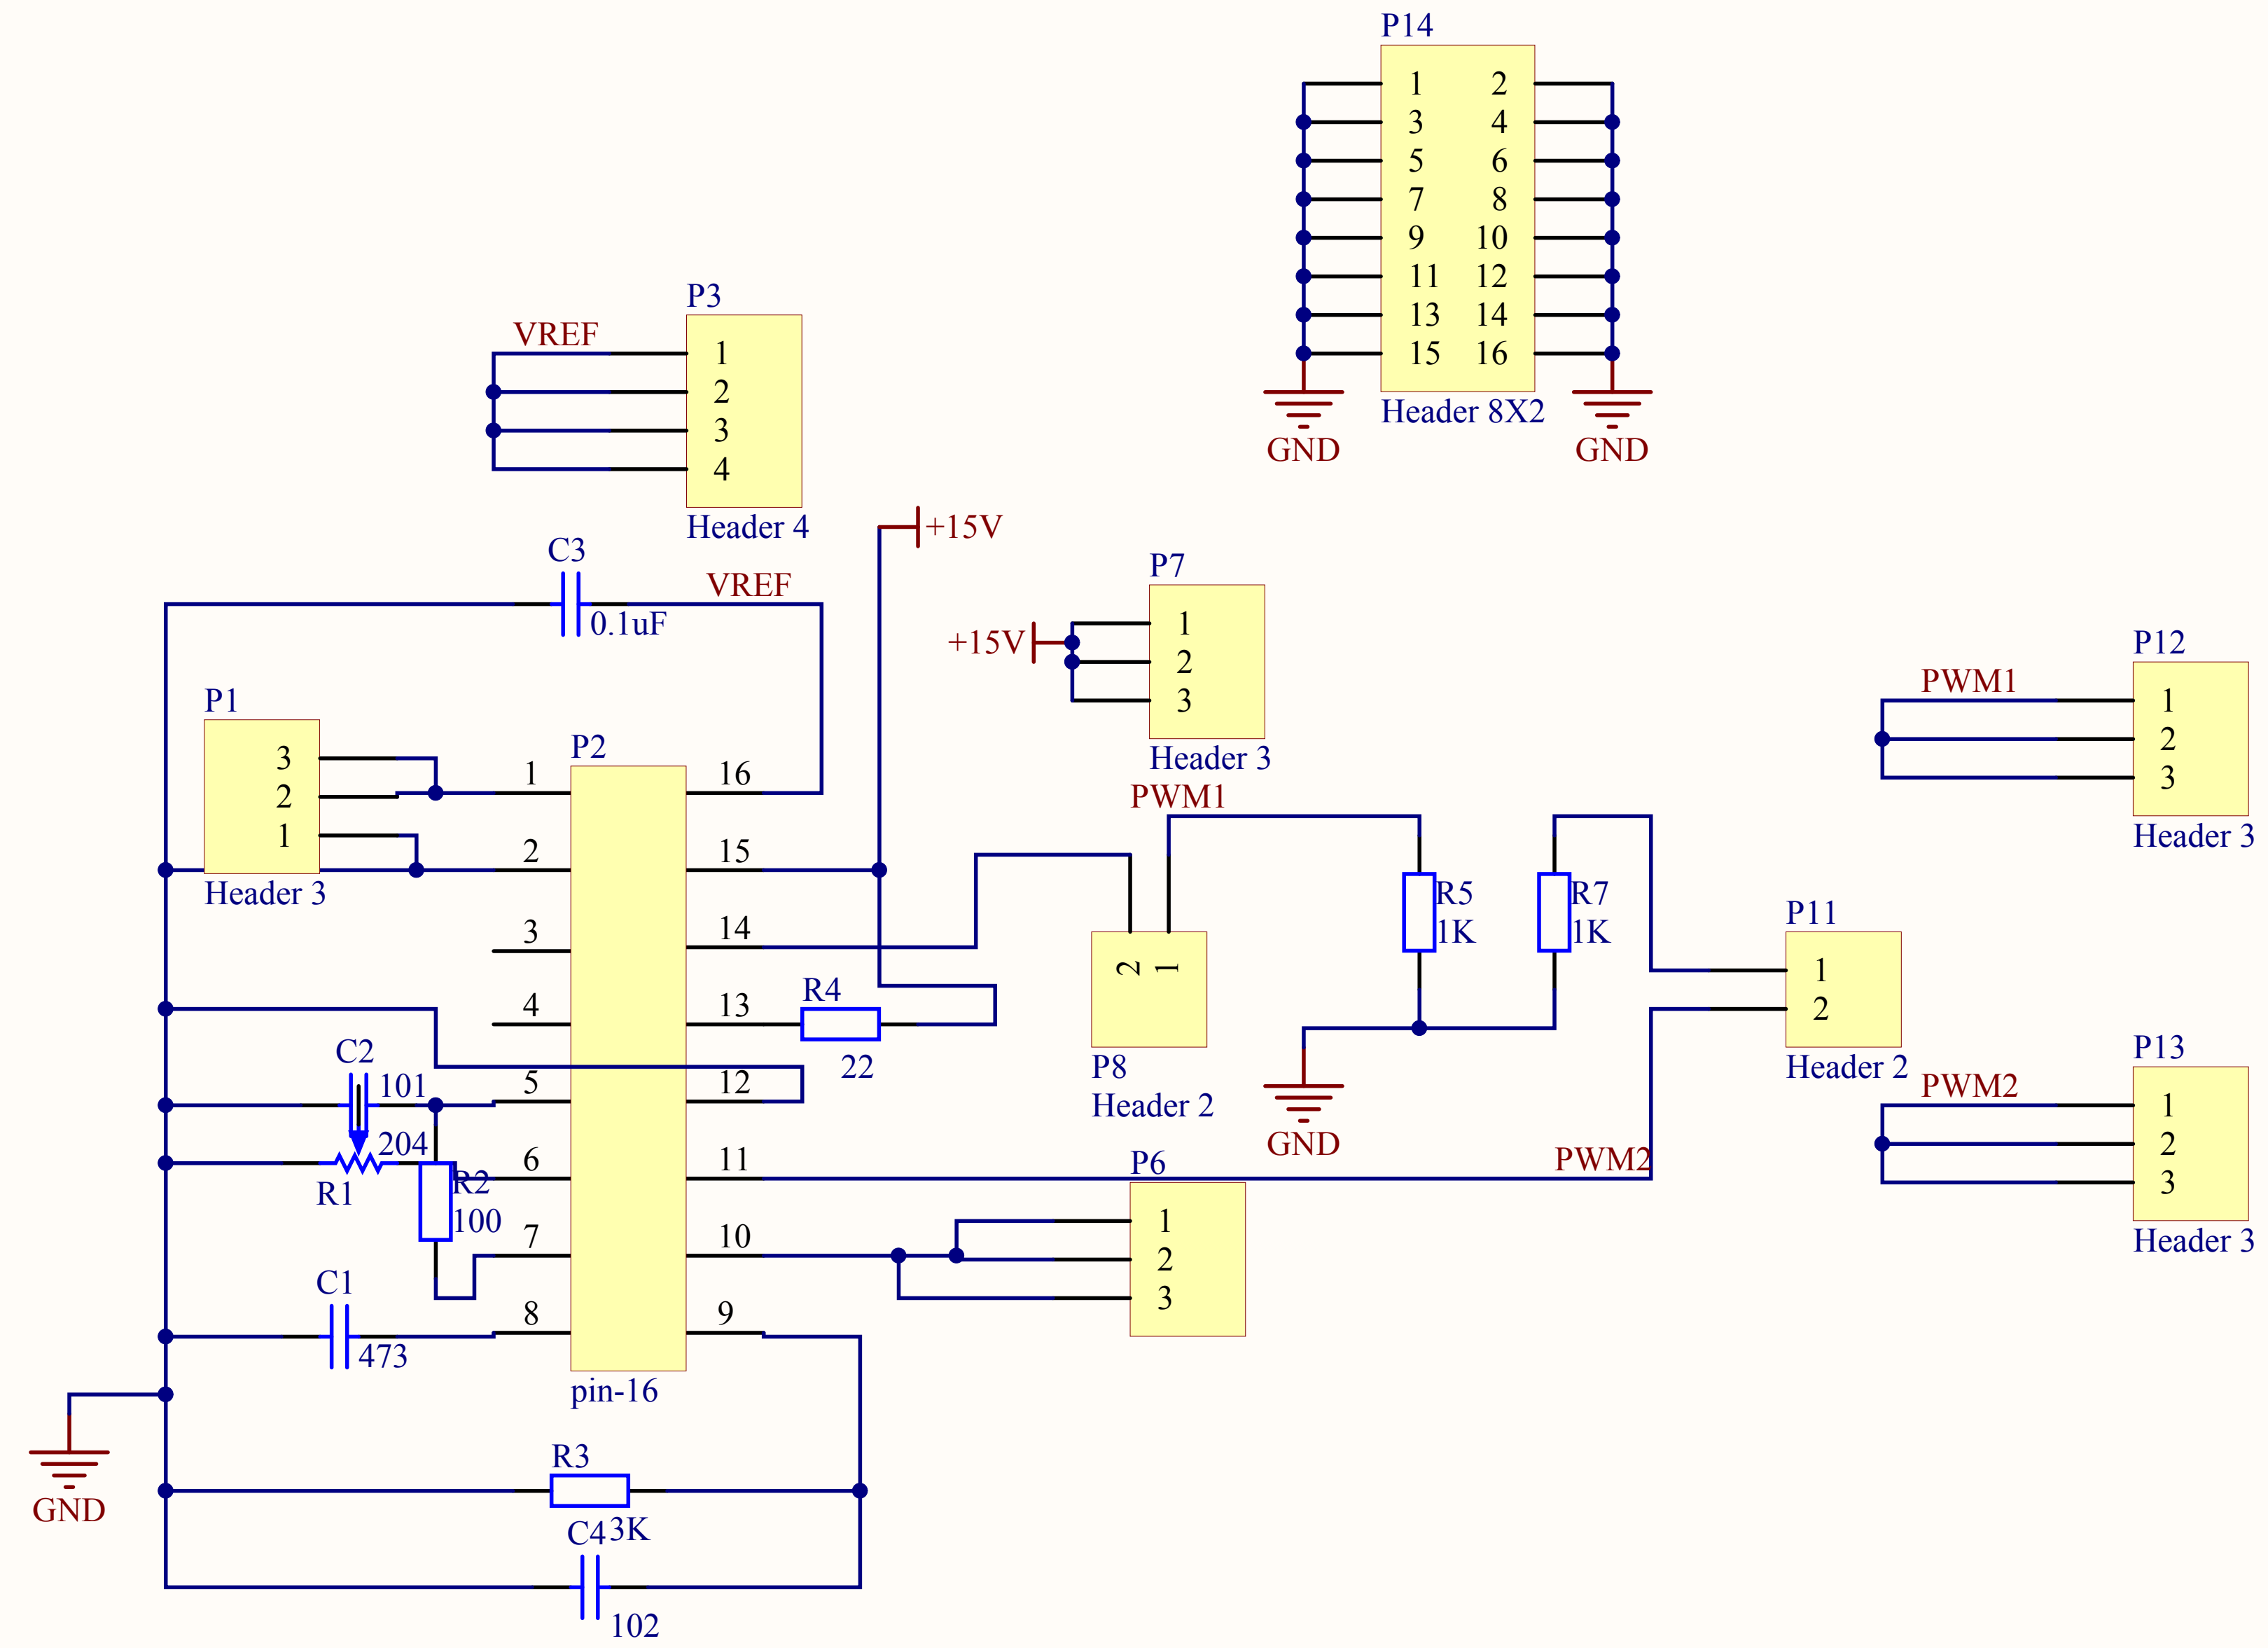 P14
1 2
3 4
5 6
7 8
9 10
11 12
13 14
15 16
Header 8X2
GND GND
P3
VREF
1
2
3
4
Header 4
+15V
C3
VREF
0.1uF
P7
+15V
1
2
3
Header 3
P12
PWM1
1
2
3
Header 3
P1
3
2
1
Header 3
P2
1 16
2 15
3 14
4 13
5 12
6 11
7 10
8 9
pin-16
R4
22
PWM1
2 1
P8
Header 2
R5
1K
R7
1K
GND
P11
1
2
Header 2
PWM2
P13
PWM2
1
2
3
Header 3
C2
101
204
R1
R2
100
P6
1
2
3
C1
473
GND
R3
3K
C4
102